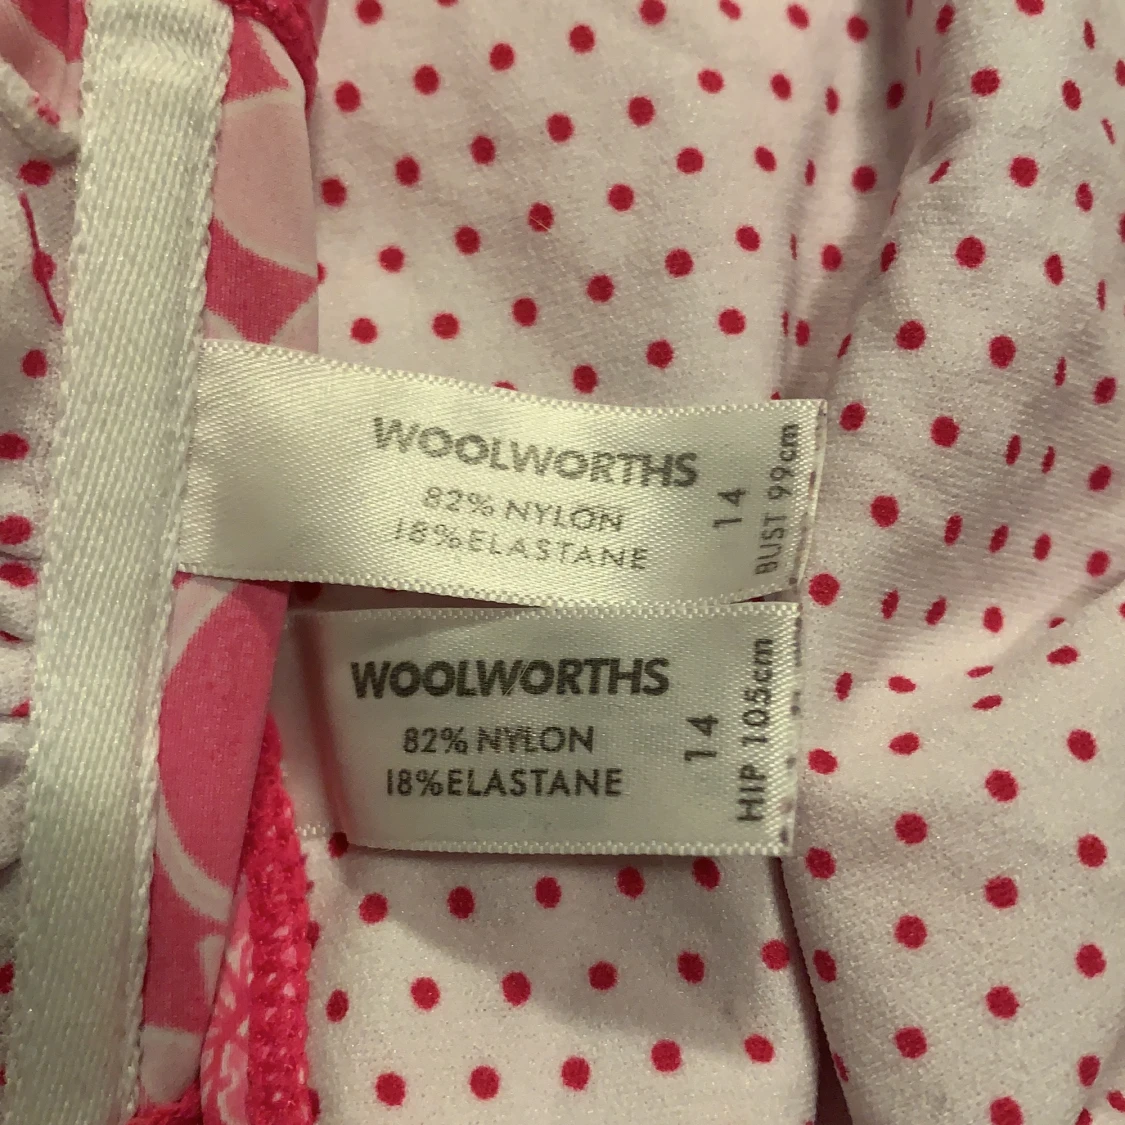 WOOLWORTHS
82% NYLON
18%ELASTANE
14
BUST 99cm
WOOLWORTHS
82% NYLON
18%ELASTANE
14
HIP 105cm